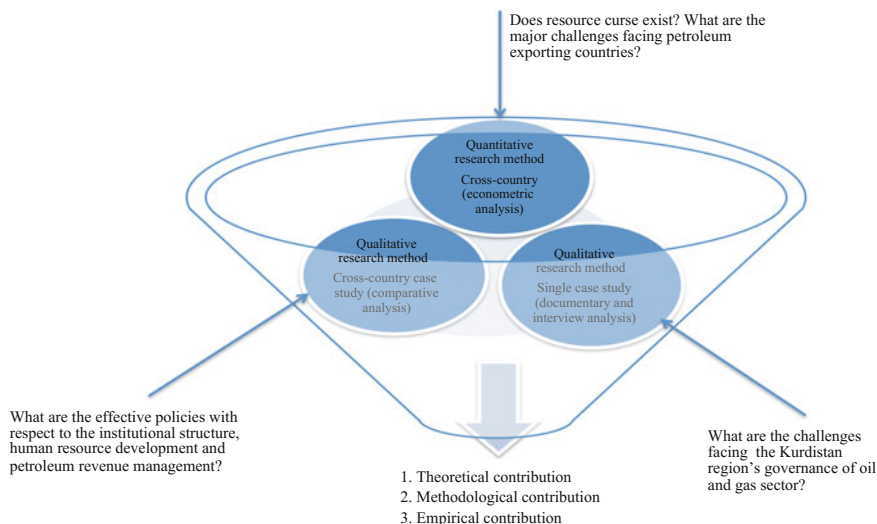 Does resource curse exist? What are the
major challenges facing petroleum
exporting countries?
Quantitative
research method
Cross-country
(econometric
analysis)
Qualitative
research method
Cross-country case
study (comparative
analysis)
Qualitative
research method
Single case study
(documentary and
interview analysis)
What are the effective policies with
respect to the institutional structure,
human resource development and
petroleum revenue management?
What are the challenges
facing the Kurdistan
region's governance of oil
and gas sector?
1. Theoretical contribution
2. Methodological contribution
3. Empirical contribution